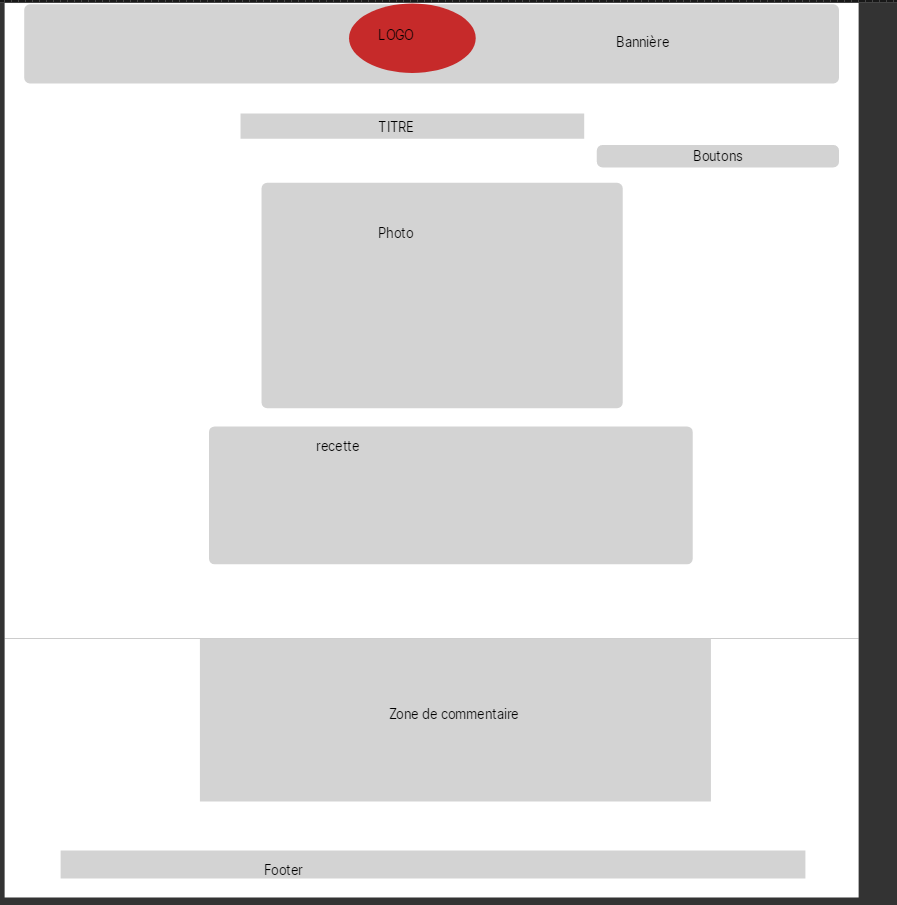 LOGO
Bannière
TITRE
Boutons
Photo
recette
Zone de commentaire
Footer